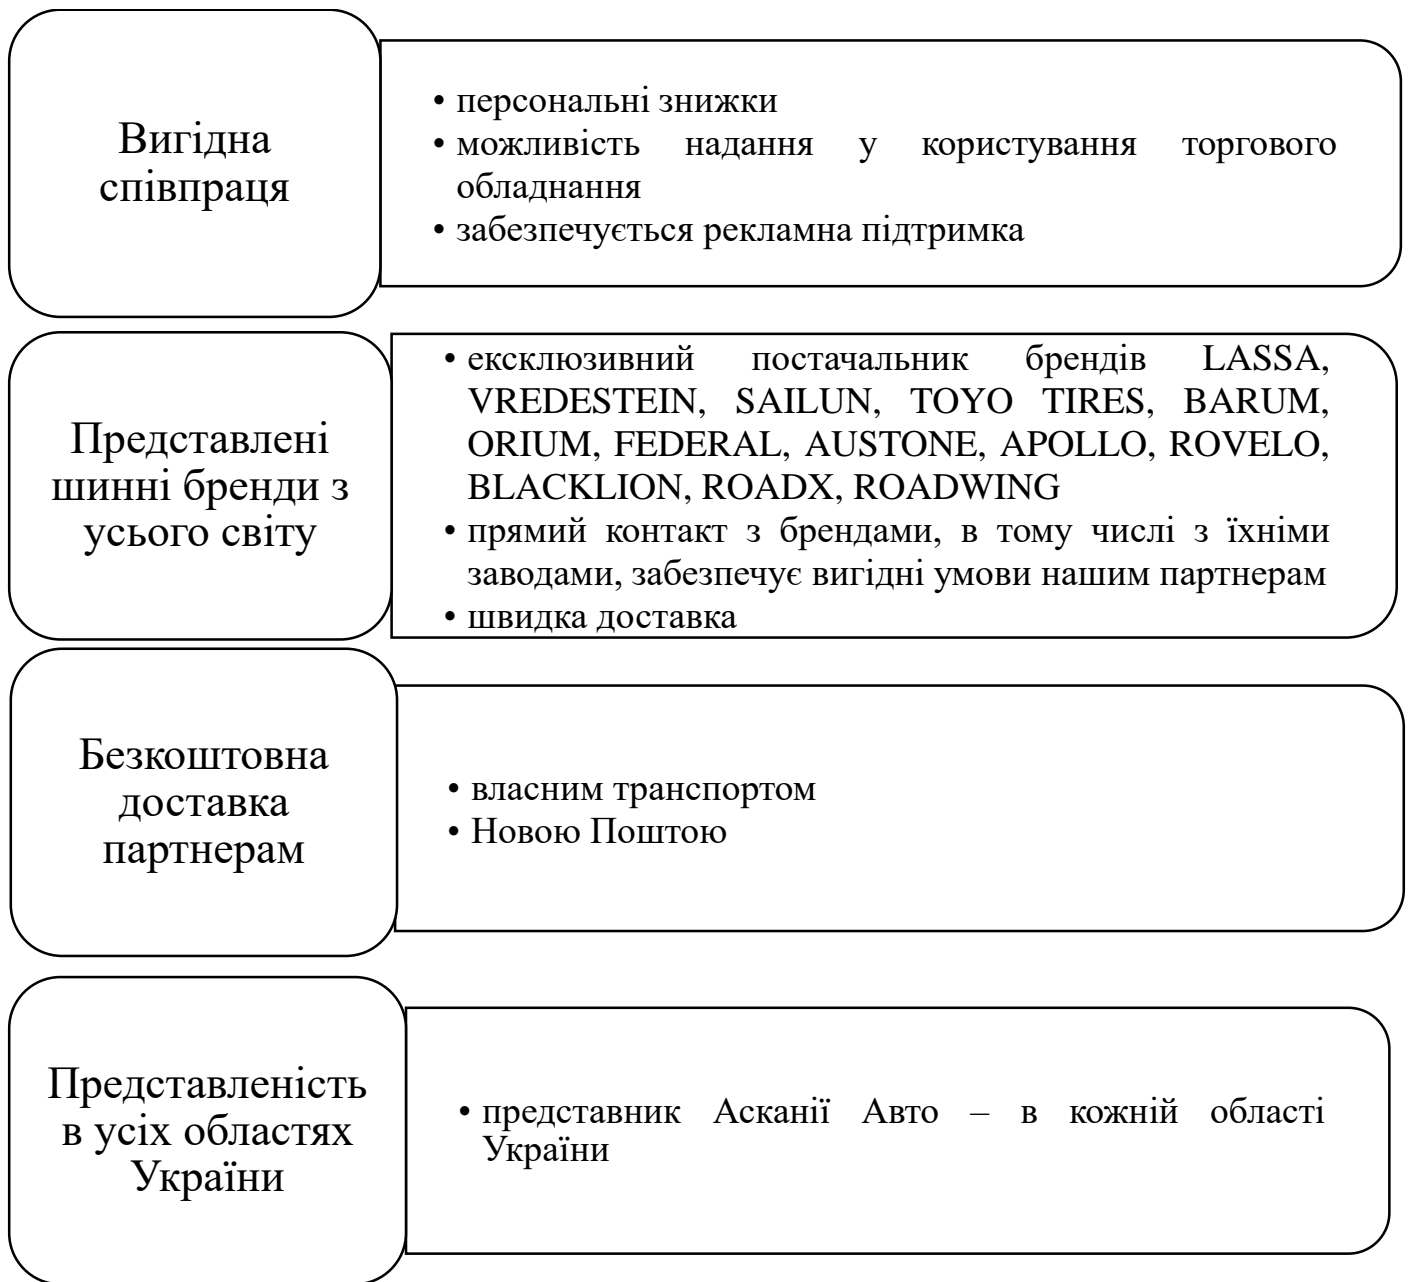 Вигідна
співпраця
• персональні знижки
• можливість надання у користування торгового
обладнання
• забезпечується рекламна підтримка
Представлені
шинні бренди з
усього світу
• ексклюзивний постачальник брендів LASSA,
VREDESTEIN, SAILUN, TOYO TIRES, BARUM,
ORIUM, FEDERAL, AUSTONE, APOLLO, ROVELO,
BLACKLION, ROADX, ROADWING
• прямий контакт з брендами, в тому числі з їхніми
заводами, забезпечує вигідні умови нашим партнерам
• швидка доставка
Безкоштовна
доставка
партнерам
• власним транспортом
• Новою Поштою
Представленість
в усіх областях
України
• представник Асканії Авто – в кожній області
України